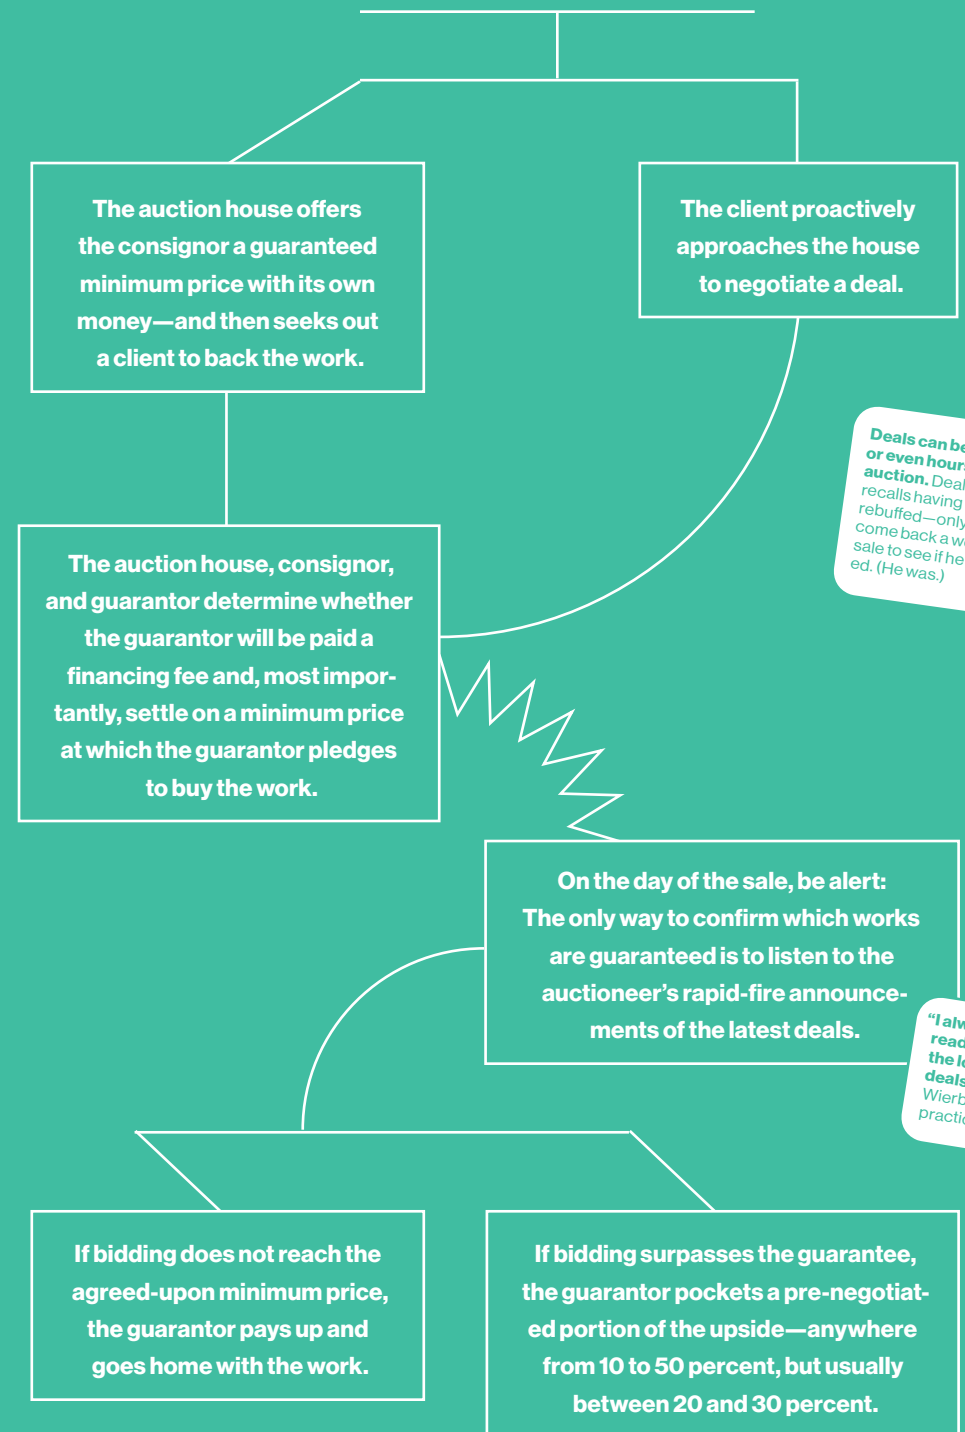 The auction house offers
the consignor a guaranteed
minimum price with its own
money—and then seeks out
a client to back the work.
The client proactively
approaches the house
to negotiate a deal.
Deals can be
or even hour
auction. Deal
recalls having
rebuffed—only
come back a w
sale to see if he
ed. (He was.)
The auction house, consignor,
and guarantor determine whether
the guarantor will be paid a
financing fee and, most impor-
tantly, settle on a minimum price
at which the guarantor pledges
to buy the work.
On the day of the sale, be alert:
The only way to confirm which works
are guaranteed is to listen to the
auctioneer’s rapid-fire announce-
ments of the latest deals.
“I alw
read
the lo
deals
Wierb
practic
If bidding does not reach the
agreed-upon minimum price,
the guarantor pays up and
goes home with the work.
If bidding surpasses the guarantee,
the guarantor pockets a pre-negotiat-
ed portion of the upside—anywhere
from 10 to 50 percent, but usually
between 20 and 30 percent.